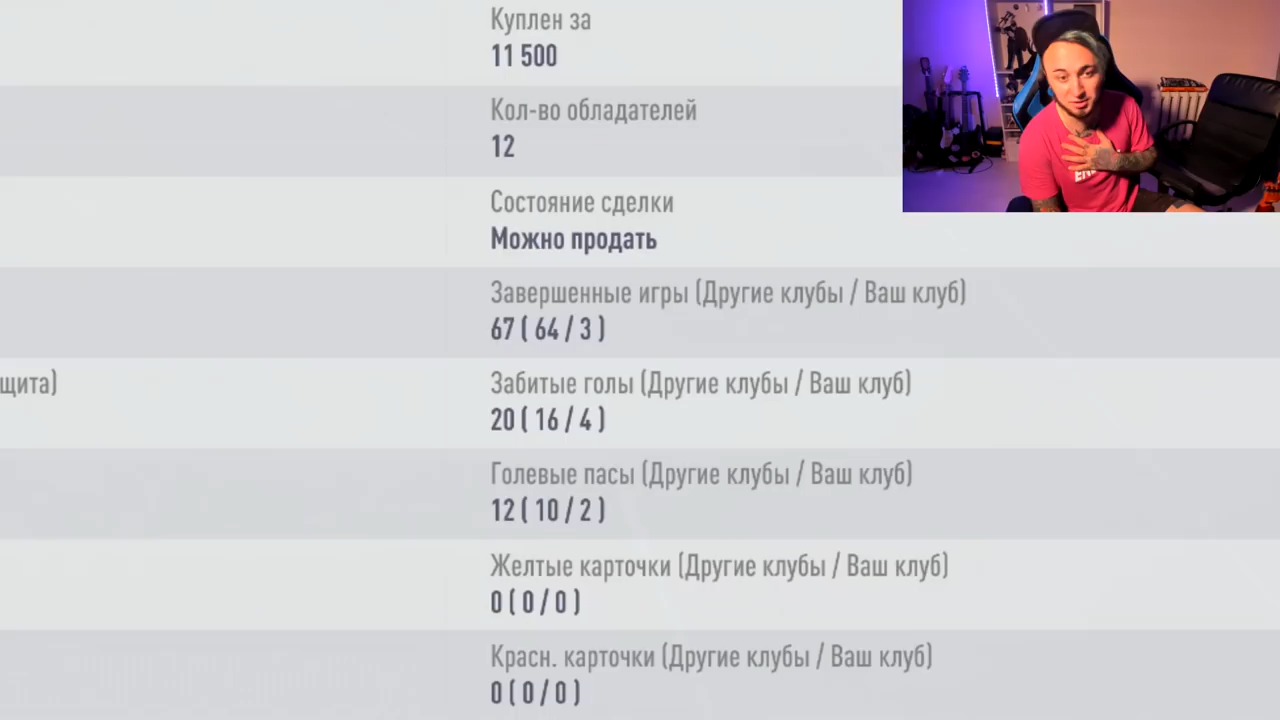 Куплен за
11 500
Кол-во обладателей
12
Состояние сделки
Можно продать
Завершенные игры (Другие клубы / Ваш клуб)
67 ( 64 / 3 )
щита)
Забитые голы (Другие клубы / Ваш клуб)
20 ( 16 / 4 )
Голевые пасы (Другие клубы / Ваш клуб)
12 ( 10 / 2 )
Желтые карточки (Другие клубы / Ваш клуб)
0 ( 0 / 0 )
Красн. карточки (Другие клубы / Ваш клуб)
0 ( 0 / 0 )